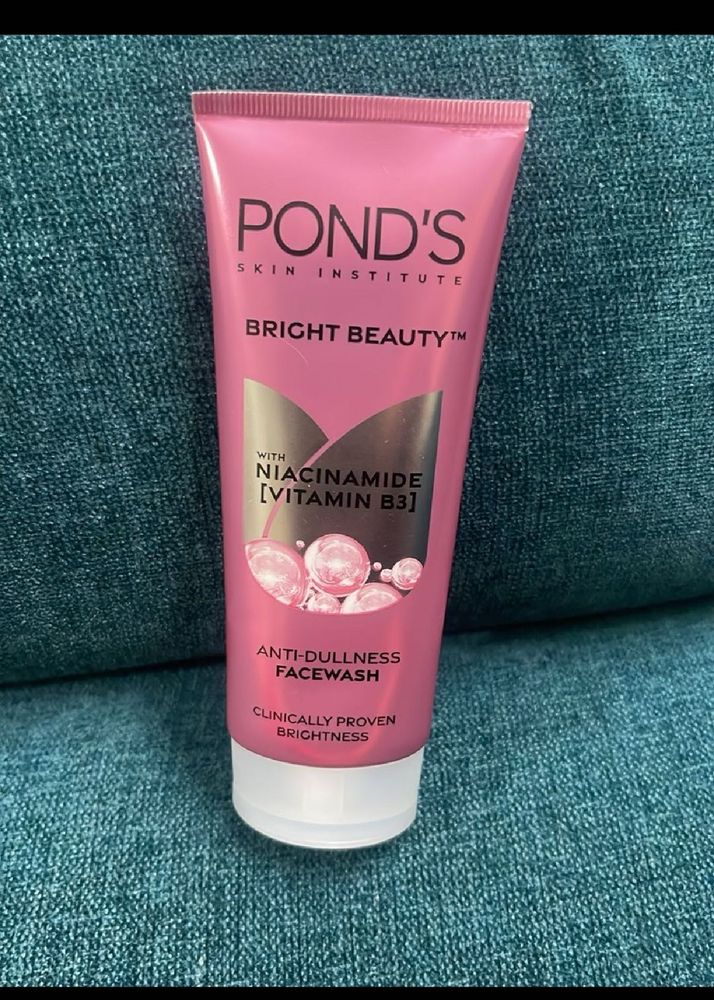 POND'S
SKIN INSTITUTE
BRIGHT BEAUTY™
WITH
NIACINAMIDE
[VITAMIN B3]
ANTI-DULLNESS
FACEWASH
CLINICALLY PROVEN
BRIGHTNESS